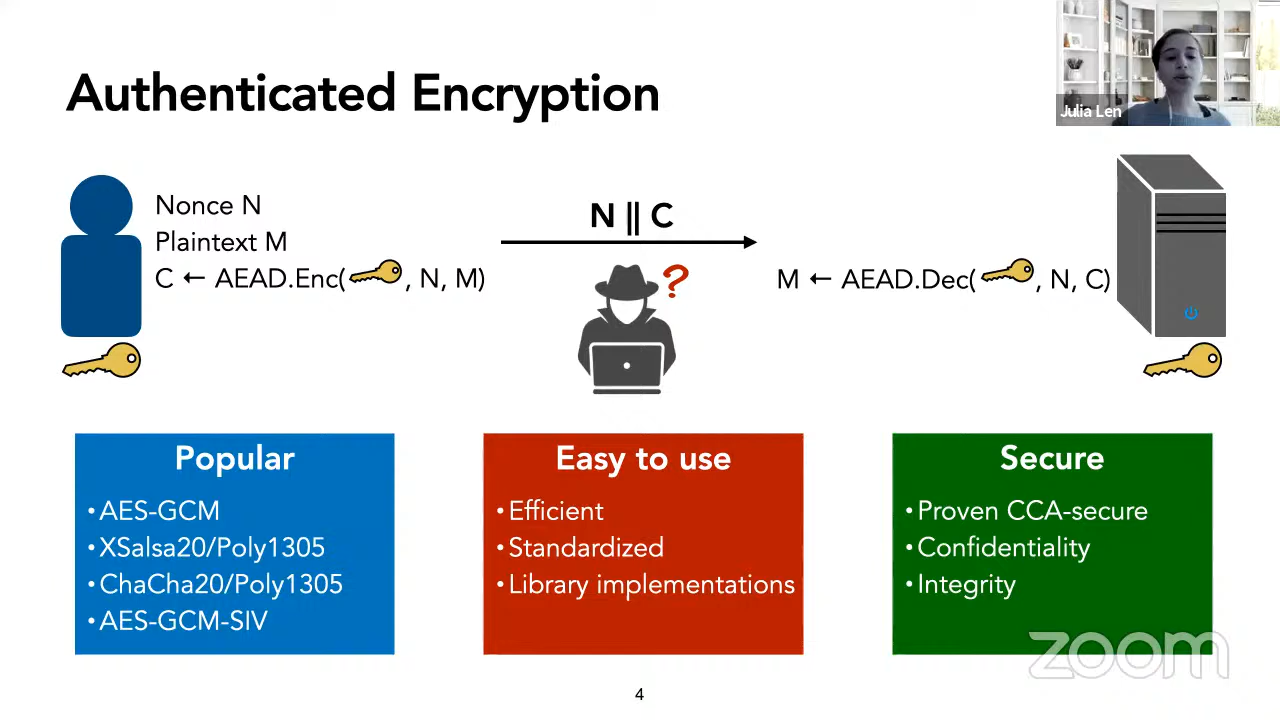 Authenticated Encryption
Julia Len
Nonce N
Plaintext M
C ← AEAD.Enc( , N, M)
N || C
?
M ← AEAD.Dec( , N, C)
Popular
• AES-GCM
• XSalsa20/Poly1305
• ChaCha20/Poly1305
• AES-GCM-SIV
Easy to use
• Efficient
• Standardized
• Library implementations
Secure
• Proven CCA-secure
• Confidentiality
• Integrity
zoom
4